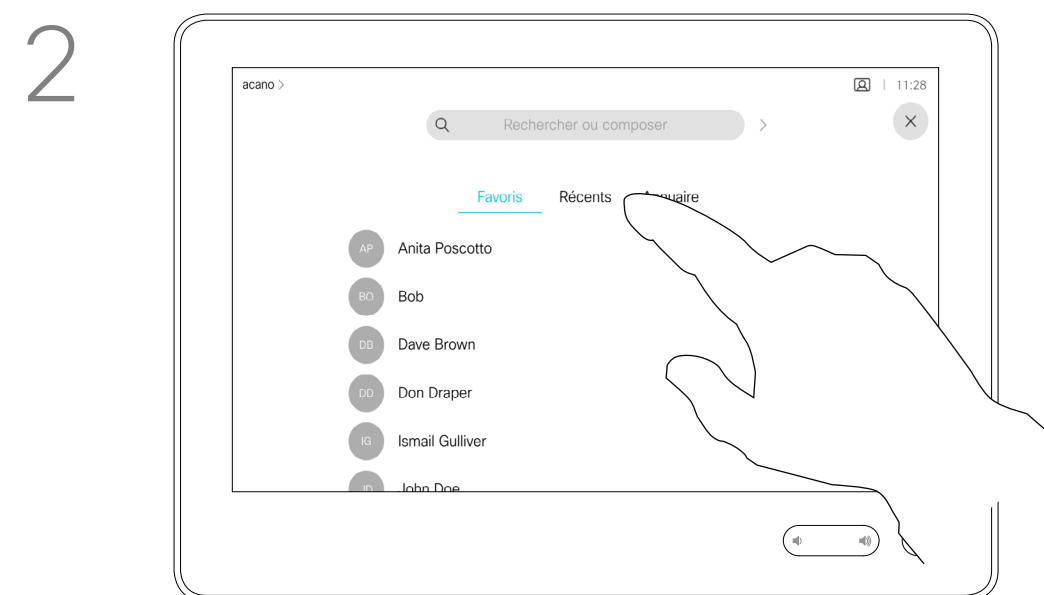 2
acano >
11:28
Rechercher ou composer >
Favoris Récents Annuaire
AP Anita Poscotto
BO Bob
DB Dave Brown
DD Don Draper
IG Ismail Gulliver
JD John Doe